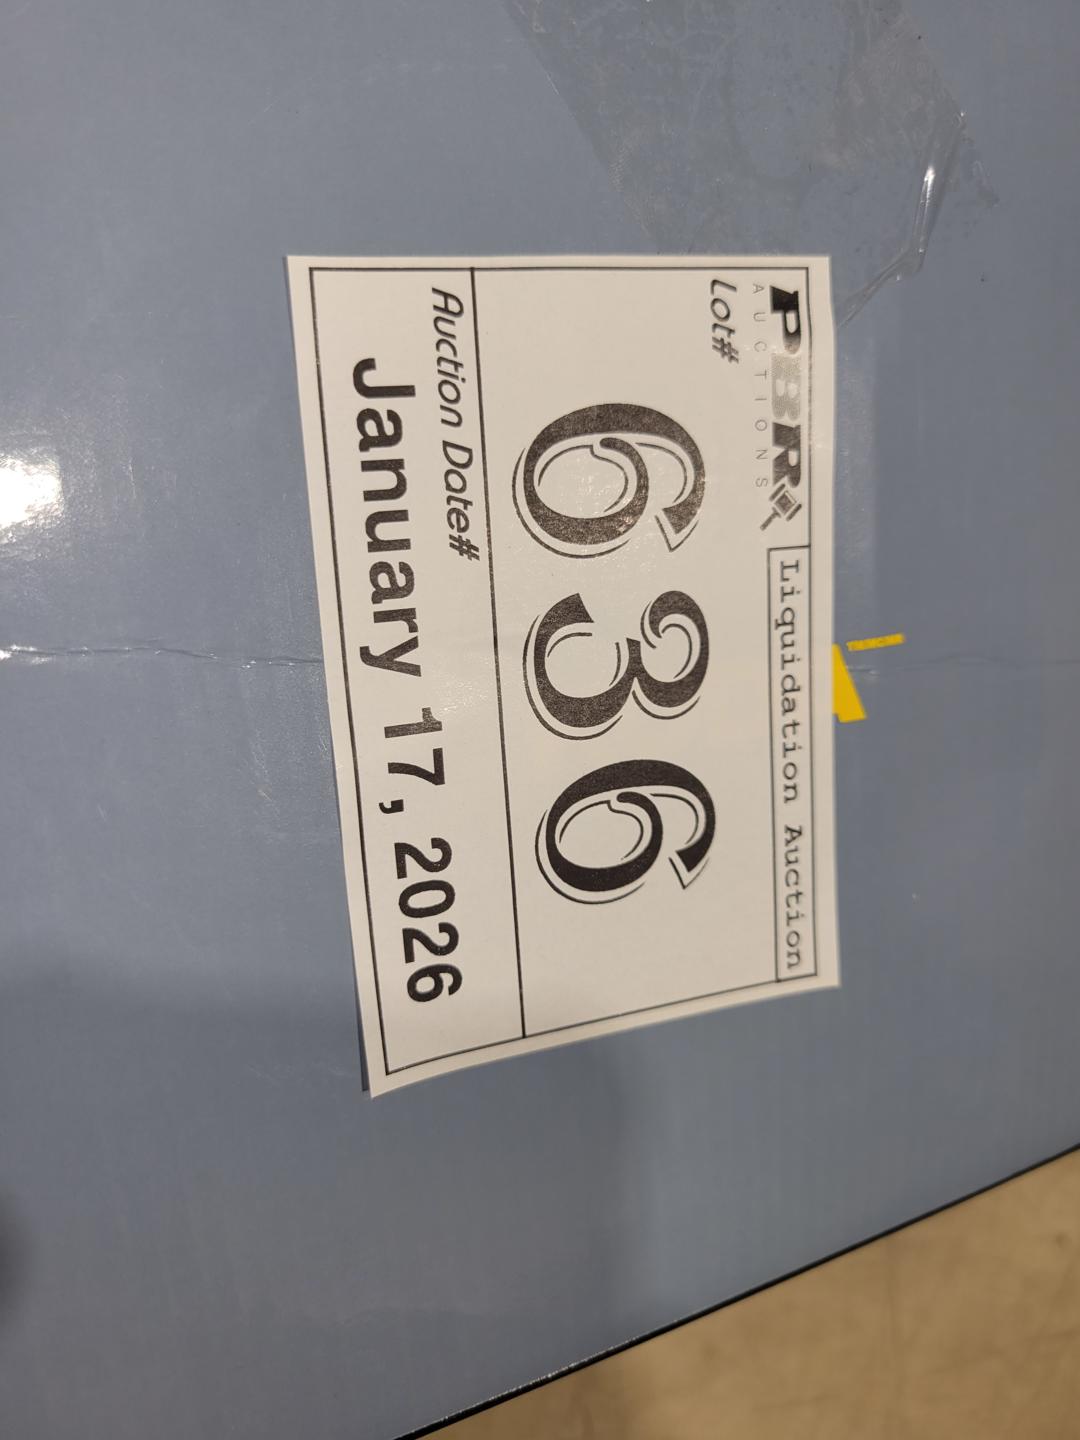 PBR
AUCTIONS
Liquidation Auction
Lot#
636
Auction Date#
January 17, 2026